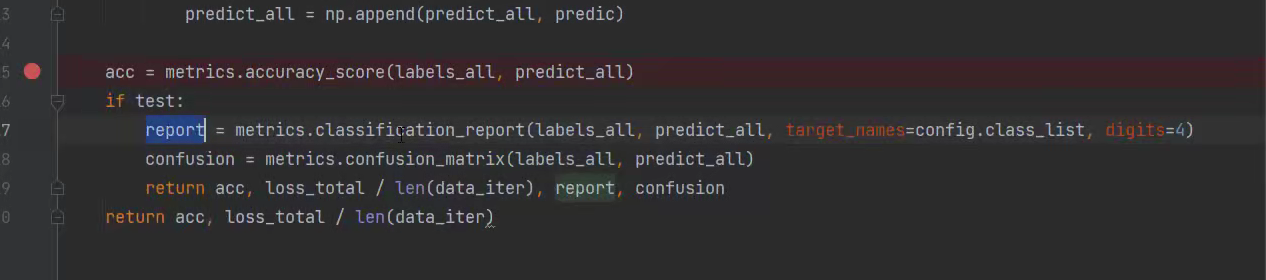 3 predict_all = np.append(predict_all, predic)
4
5 acc = metrics.accuracy_score(labels_all, predict_all)
6 if test:
7 report = metrics.classification_report(labels_all, predict_all, target_names=config.class_list, digits=4)
8 confusion = metrics.confusion_matrix(labels_all, predict_all)
9 return acc, loss_total / len(data_iter), report, confusion
0 return acc, loss_total / len(data_iter)